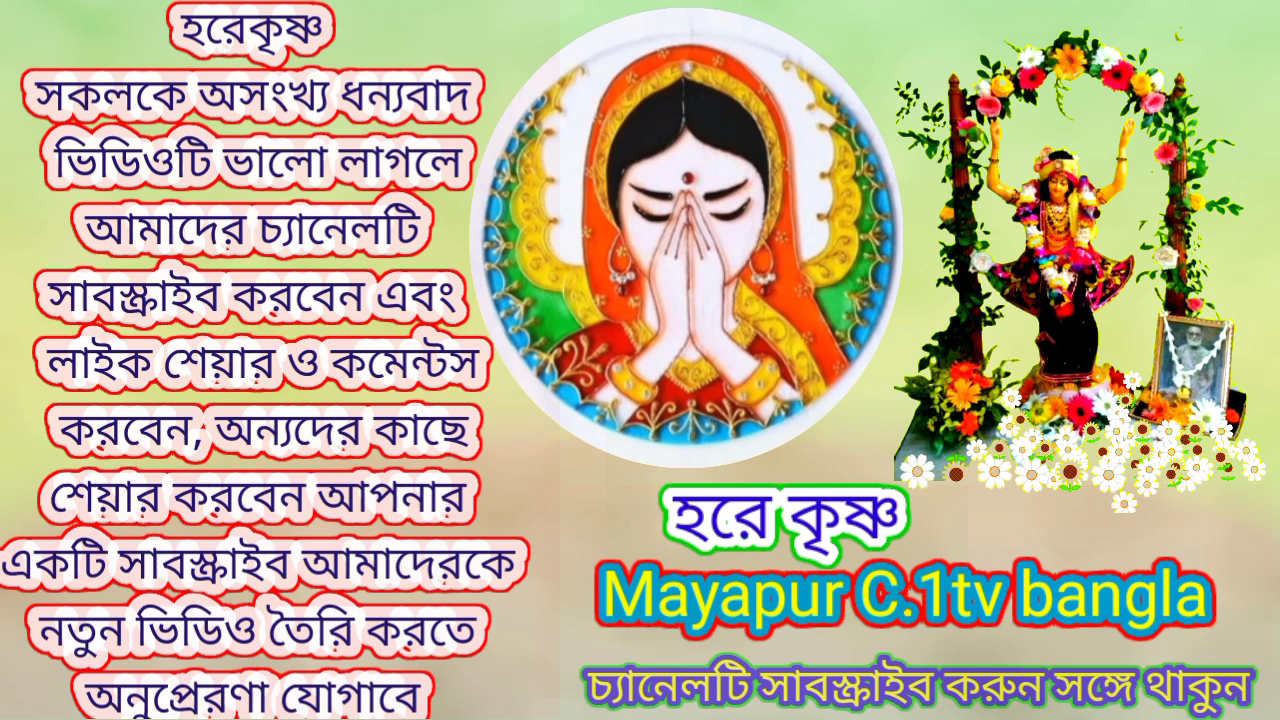 হরেকৃষ্ণ
সকলকে অসংখ্য ধন্যবাদ
ভিডিওটি ভালো লাগলে
আমাদের চ্যানেলটি
সাবস্ক্রাইব করবেন এবং
লাইক শেয়ার ও কমেন্টস
করবেন, অন্যদের কাছে
শেয়ার করবেন আপনার
একটি সাবস্ক্রাইব আমাদেরকে
নতুন ভিডিও তৈরি করতে
অনুপ্রেরণা যোগাবে
হরে কৃষ্ণ
Mayapur C.1tv bangla
চ্যানেলটি সাবস্ক্রাইব করুন সঙ্গে থাকুন